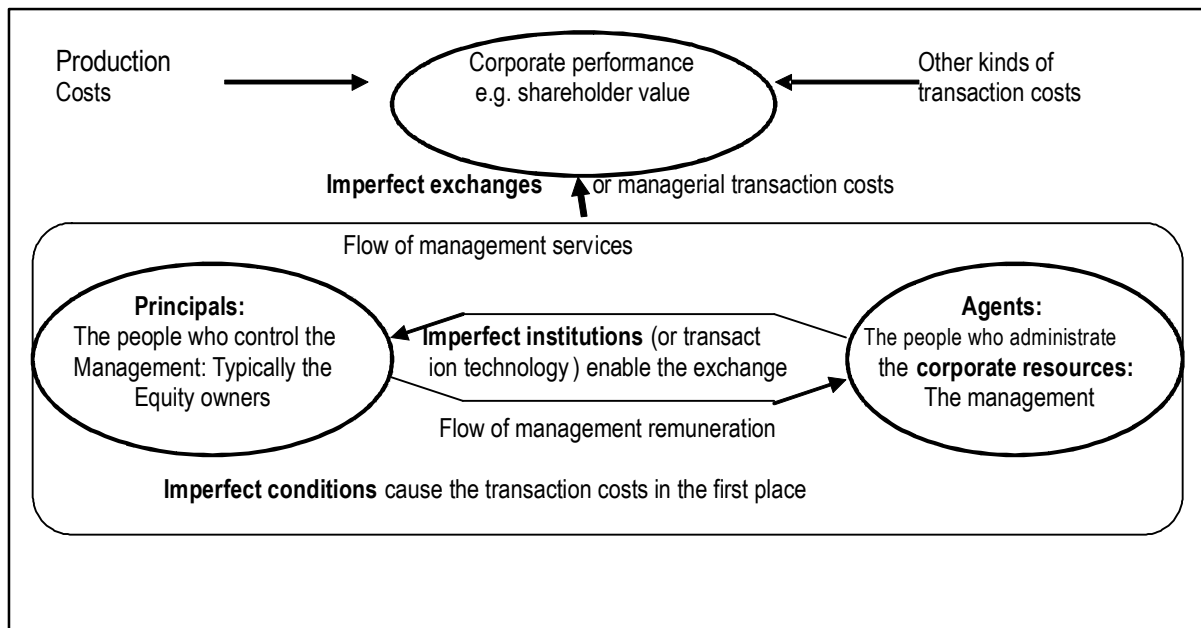 Production
Costs
Corporate performance
e.g. shareholder value
Other kinds of
transaction costs
Imperfect exchanges or managerial transaction costs
Flow of management services
Principals:
The people who control the
Management: Typically the
Equity owners
Imperfect institutions (or transact
ion technology) enable the exchange
Agents:
The people who administrate
the corporate resources:
The management
Flow of management remuneration
Imperfect conditions cause the transaction costs in the first place